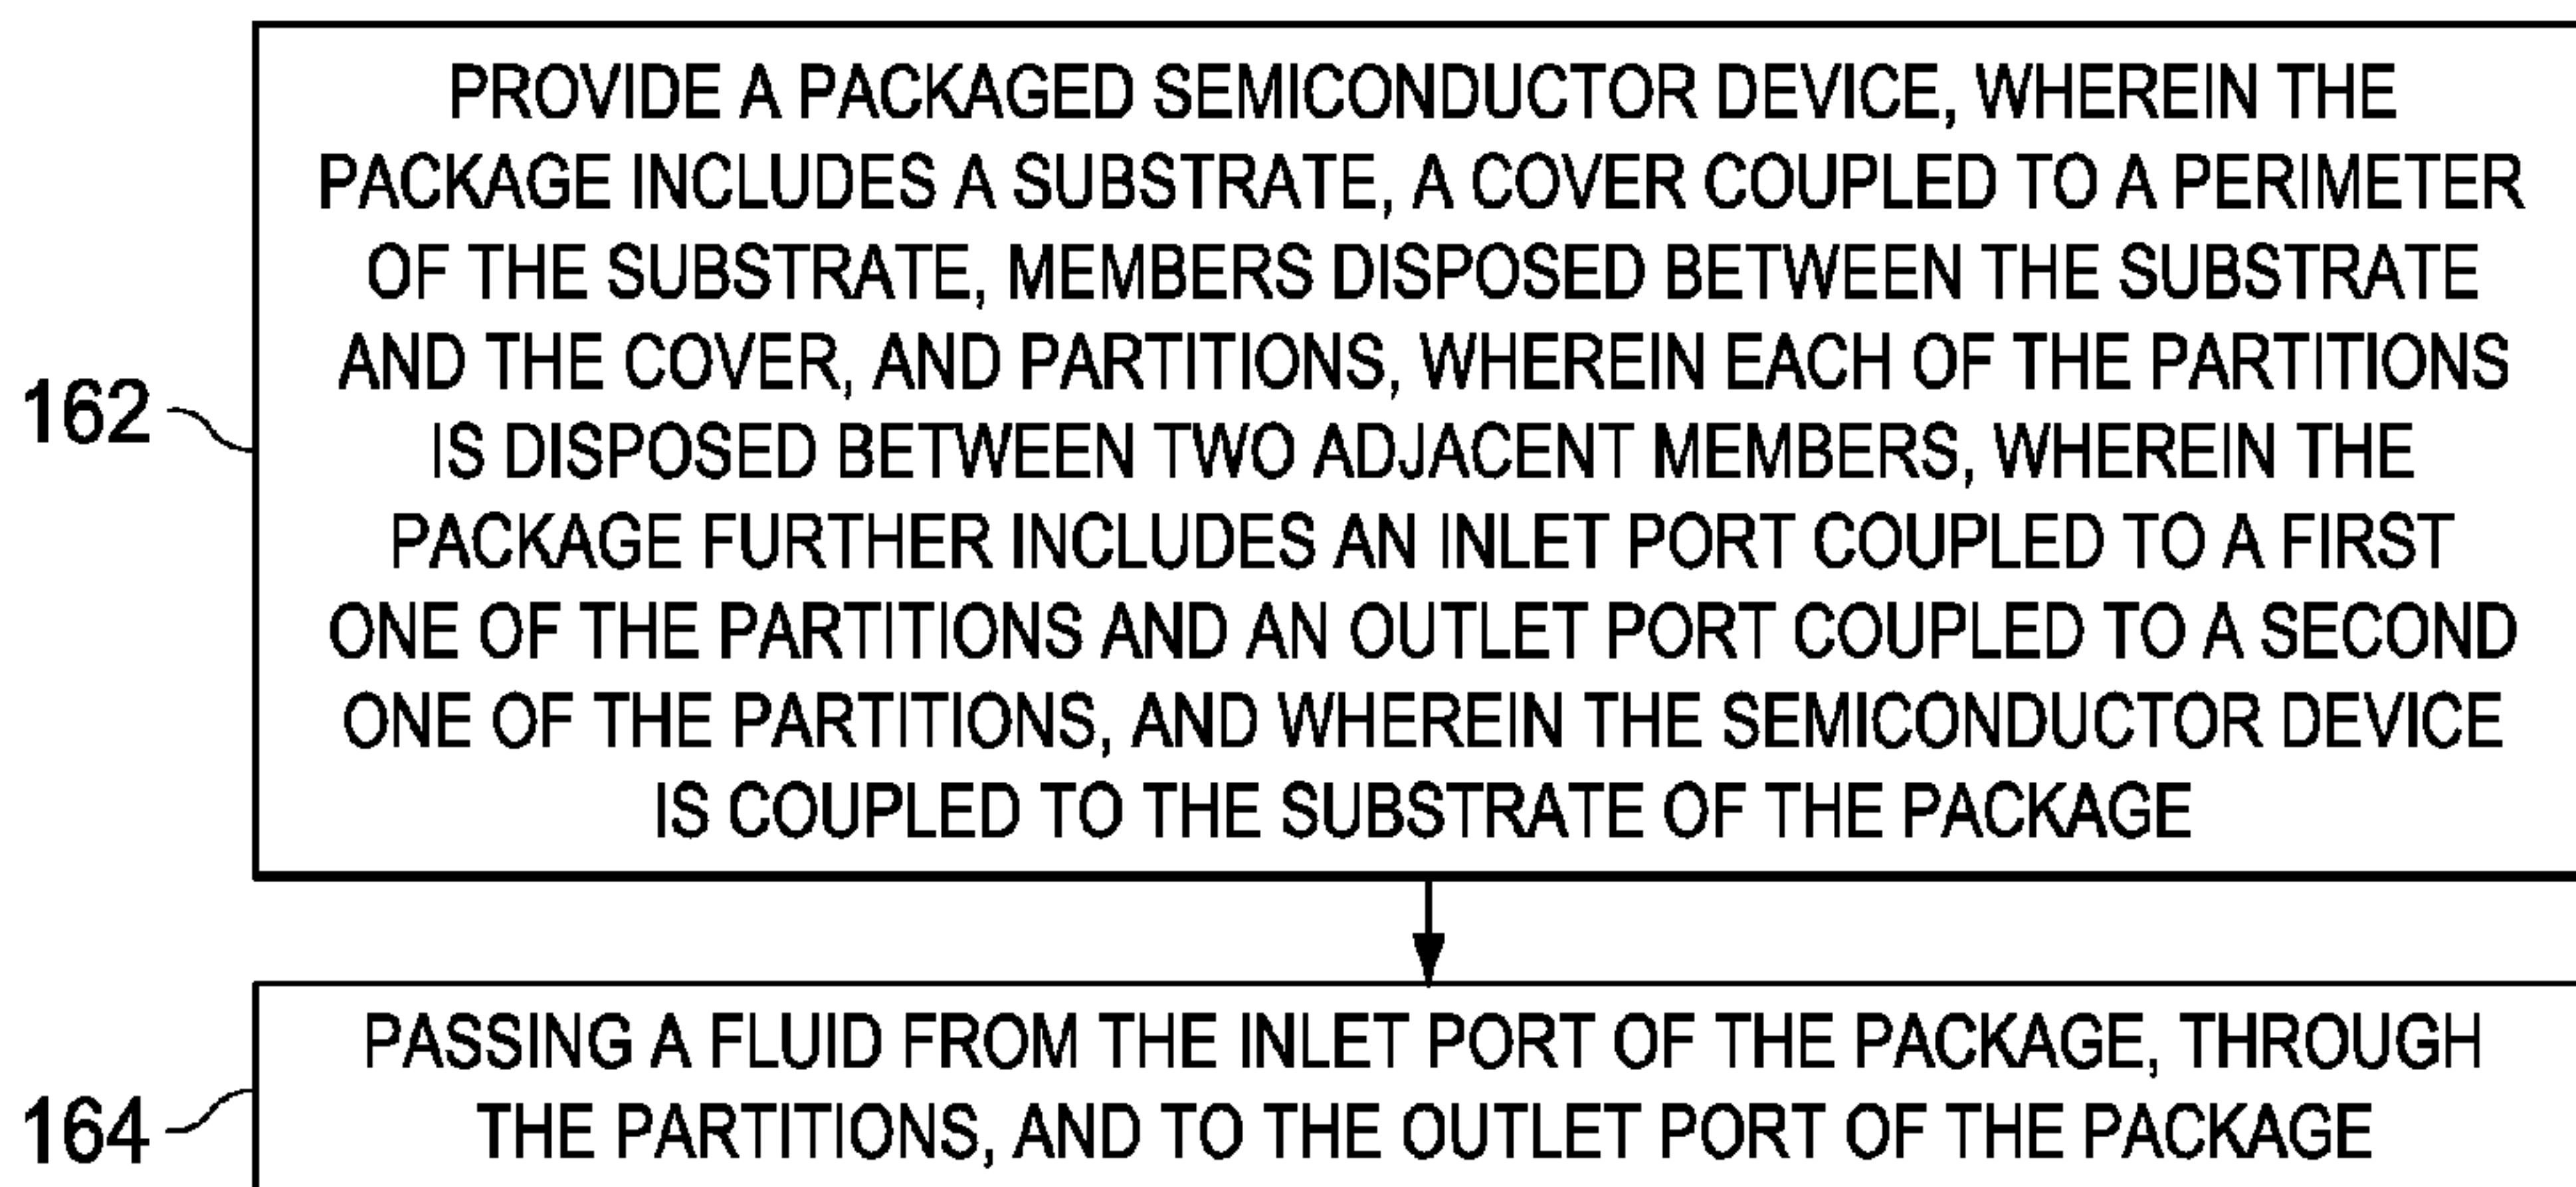 PROVIDE A PACKAGED SEMICONDUCTOR DEVICE, WHEREIN THE
PACKAGE INCLUDES A SUBSTRATE, A COVER COUPLED TO A PERIMETER
OF THE SUBSTRATE, MEMBERS DISPOSED BETWEEN THE SUBSTRATE
AND THE COVER, AND PARTITIONS, WHEREIN EACH OF THE PARTITIONS
162
IS DISPOSED BETWEEN TWO ADJACENT MEMBERS, WHEREIN THE
PACKAGE FURTHER INCLUDES AN INLET PORT COUPLED TO A FIRST
ONE OF THE PARTITIONS AND AN OUTLET PORT COUPLED TO A SECOND
ONE OF THE PARTITIONS, AND WHEREIN THE SEMICONDUCTOR DEVICE
IS COUPLED TO THE SUBSTRATE OF THE PACKAGE
PASSING A FLUID FROM THE INLET PORT OF THE PACKAGE, THROUGH
164
THE PARTITIONS, AND TO THE OUTLET PORT OF THE PACKAGE